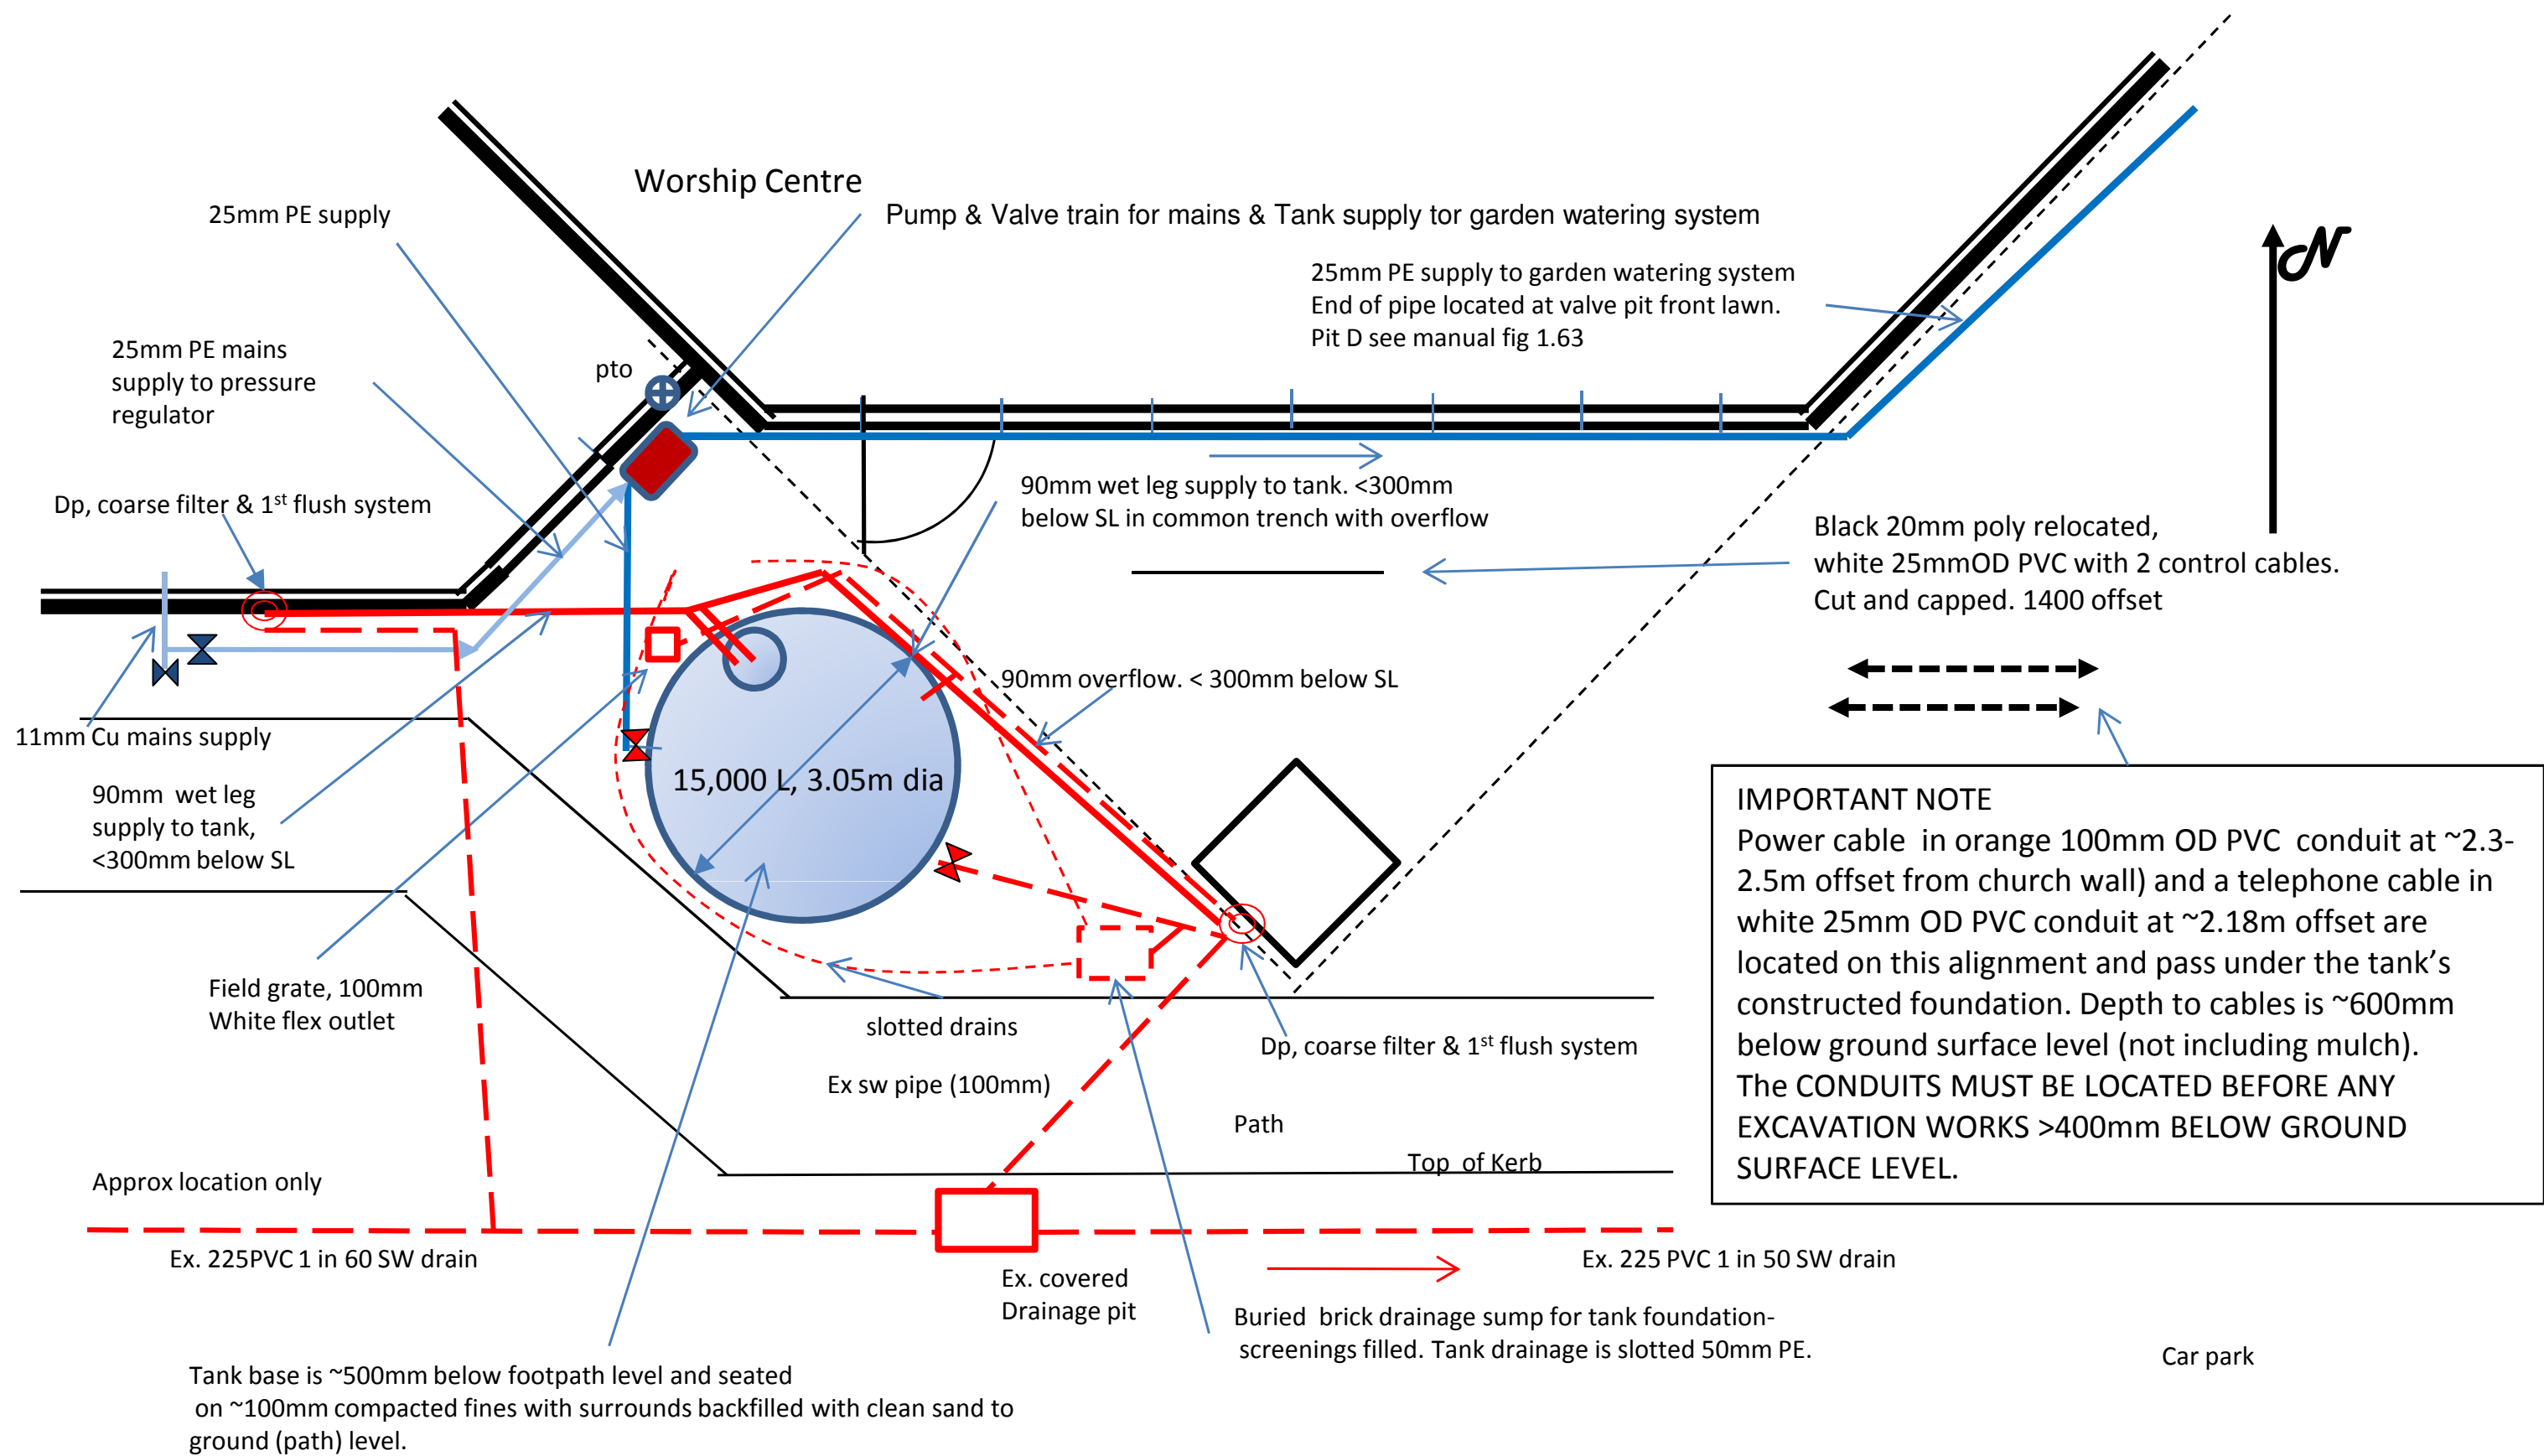 Worship Centre
25mm PE supply
Pump & Valve train for mains & Tank supply tor garden watering system
N
25mm PE supply to garden watering system
End of pipe located at valve pit front lawn.
Pit D see manual fig 1.63
25mm PE mains
supply to pressure
regulator
pto
Dp, coarse filter & 1st flush system
90mm wet leg supply to tank. <300mm
below SL in common trench with overflow
Black 20mm poly relocated,
white 25mmOD PVC with 2 control cables.
Cut and capped. 1400 offset
90mm overflow. < 300mm below SL
11mm Cu mains supply
15,000 L, 3.05m dia
90mm  wet leg
supply to tank,
<300mm below SL
IMPORTANT NOTE
Power cable  in orange 100mm OD PVC  conduit at ~2.3-
2.5m offset from church wall) and a telephone cable in
white 25mm OD PVC conduit at ~2.18m offset are
located on this alignment and pass under the tank’s
constructed foundation. Depth to cables is ~600mm
below ground surface level (not including mulch).
The CONDUITS MUST BE LOCATED BEFORE ANY
EXCAVATION WORKS >400mm BELOW GROUND
SURFACE LEVEL.
Field grate, 100mm
White flex outlet
slotted drains
Dp, coarse filter & 1st flush system
Ex sw pipe (100mm)
Path
Top  of Kerb
Approx location only
Ex. 225PVC 1 in 60 SW drain
Ex. 225 PVC 1 in 50 SW drain
Ex. covered
Drainage pit
Buried  brick drainage sump for tank foundation-
screenings filled. Tank drainage is slotted 50mm PE.
Car park
Tank base is ~500mm below footpath level and seated
on ~100mm compacted fines with surrounds backfilled with clean sand to
ground (path) level.